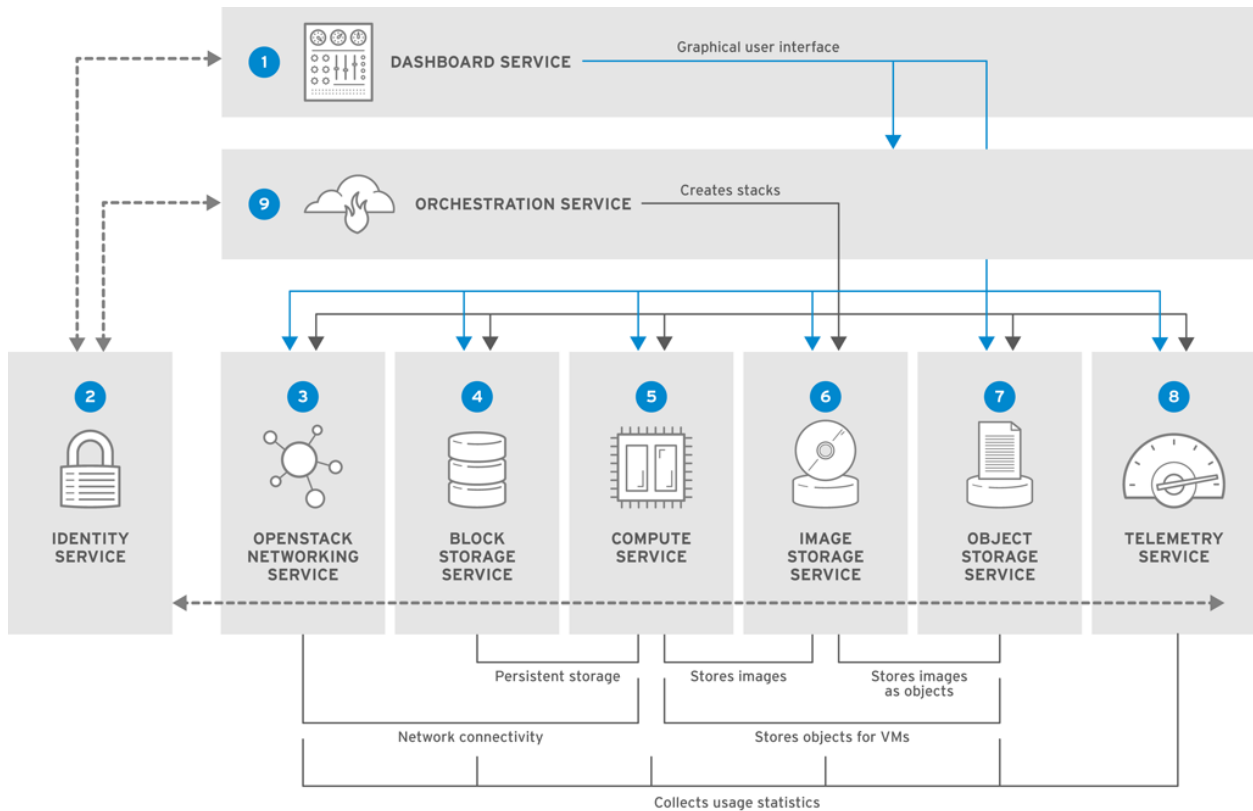 1
DASHBOARD SERVICE
Graphical user interface
9
ORCHESTRATION SERVICE
Creates stacks
2
IDENTITY
SERVICE
3
OPENSTACK
NETWORKING
SERVICE
4
BLOCK
STORAGE
SERVICE
5
COMPUTE
SERVICE
6
IMAGE
STORAGE
SERVICE
7
OBJECT
STORAGE
SERVICE
8
TELEMETRY
SERVICE
Persistent storage
Stores images
Stores images
as objects
Network connectivity
Stores objects for VMs
Collects usage statistics